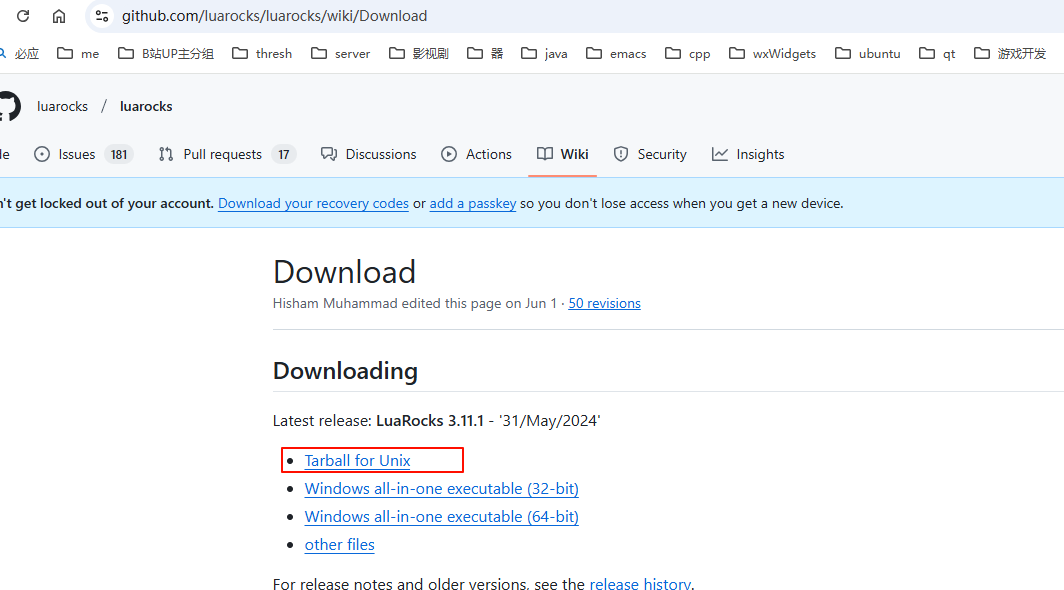 github.com/luarocks/luarocks/wiki/Download
必应 me B站UP主分组 thresh server 影视剧 器 java emacs cpp wxWidgets ubuntu qt 游戏开发
luarocks / luarocks
le Issues 181 Pull requests 17 Discussions Actions Wiki Security Insights
n't get locked out of your account. Download your recovery codes or add a passkey so you don't lose access when you get a new device.
Download
Hisham Muhammad edited this page on Jun 1 · 50 revisions
Downloading
Latest release: LuaRocks 3.11.1 - '31/May/2024'
Tarball for Unix
Windows all-in-one executable (32-bit)
Windows all-in-one executable (64-bit)
other files
For release notes and older versions, see the release history.